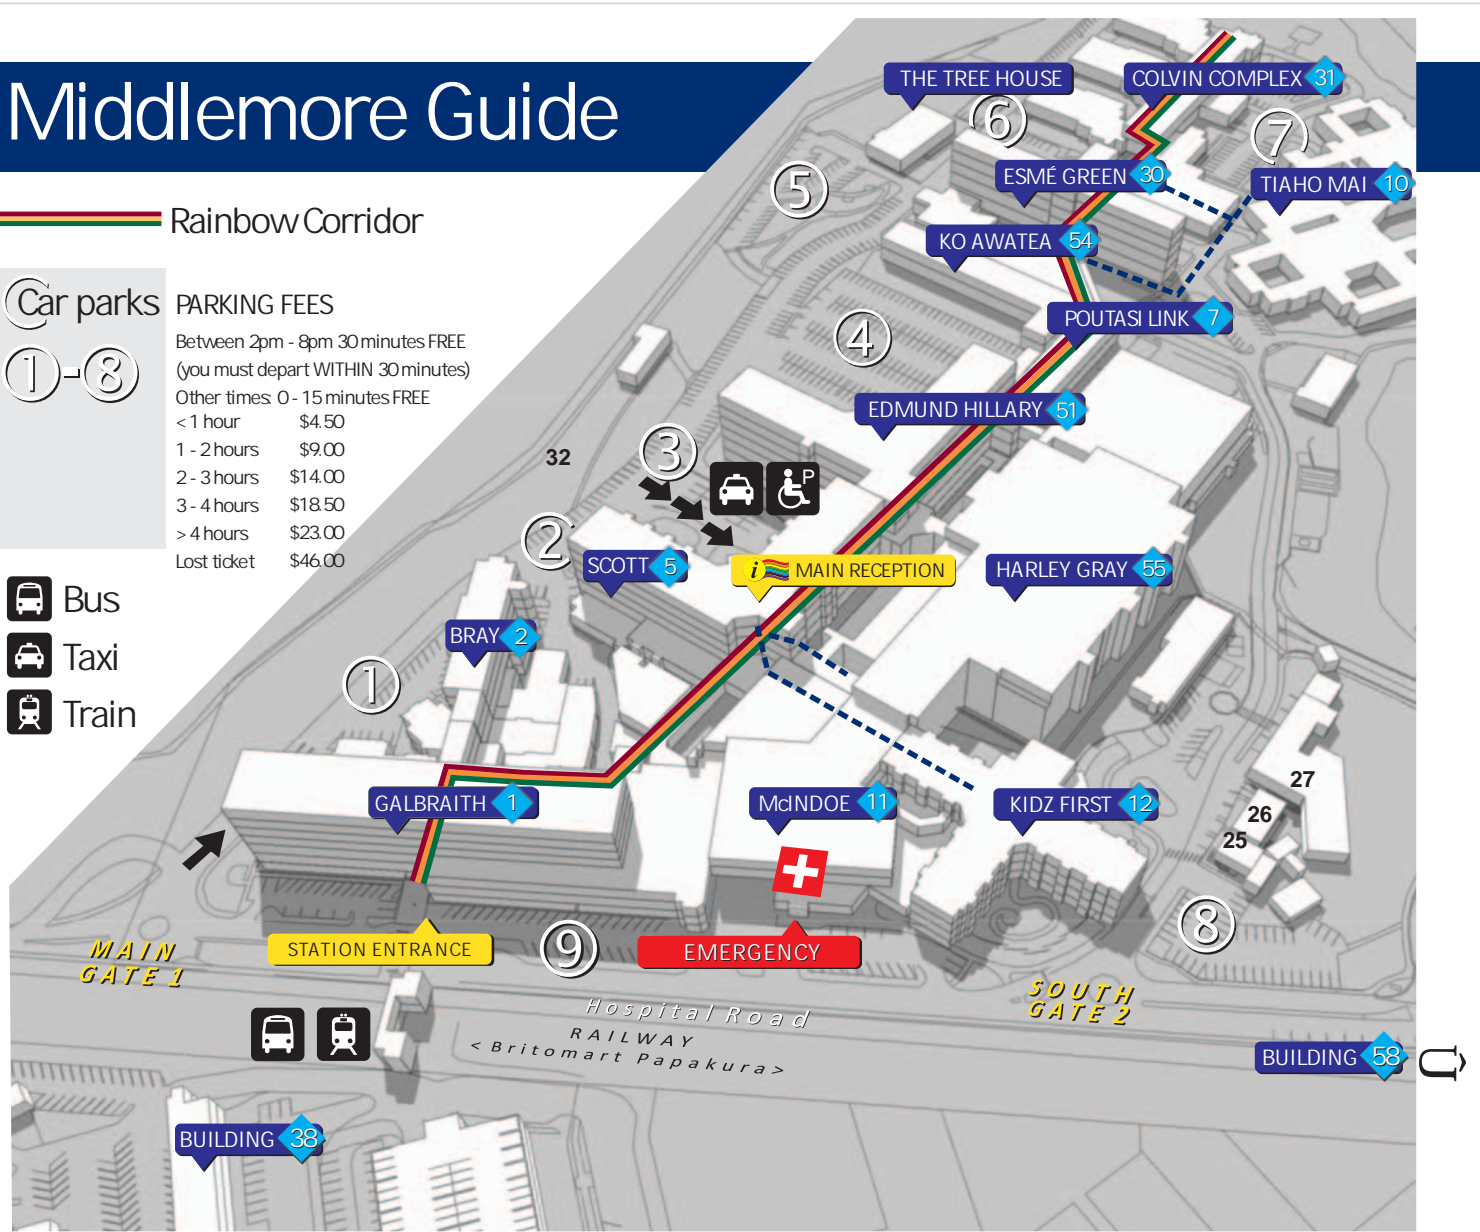 Middlemore Guide
Rainbow Corridor
Car parks
1-8
PARKING FEES
Between 2pm - 8pm 30 minutes FREE
(you must depart WITHIN 30 minutes)
Other times: 0 - 15 minutes FREE
< 1 hour $4.50
1 - 2 hours $9.00
2 - 3 hours $14.00
3 - 4 hours $18.50
> 4 hours $23.00
Lost ticket $46.00
Bus
Taxi
Train
THE TREE HOUSE
COLVIN COMPLEX 31
6
7
5
ESMÉ GREEN 30
TIAHO MAI 10
KO AWATEA 54
POUTASI LINK 7
4
EDMUND HILLARY 51
32
3
P
2
SCOTT 5
i MAIN RECEPTION
HARLEY GRAY 55
BRAY 2
1
27
26
25
GALBRAITH 1
McINDOE 11
KIDZ FIRST 12
8
STATION ENTRANCE
9
EMERGENCY
MAIN
GATE 1
SOUTH
GATE 2
Hospital Road
RAILWAY
< Britomart Papakura >
BUILDING 58
BUILDING 38